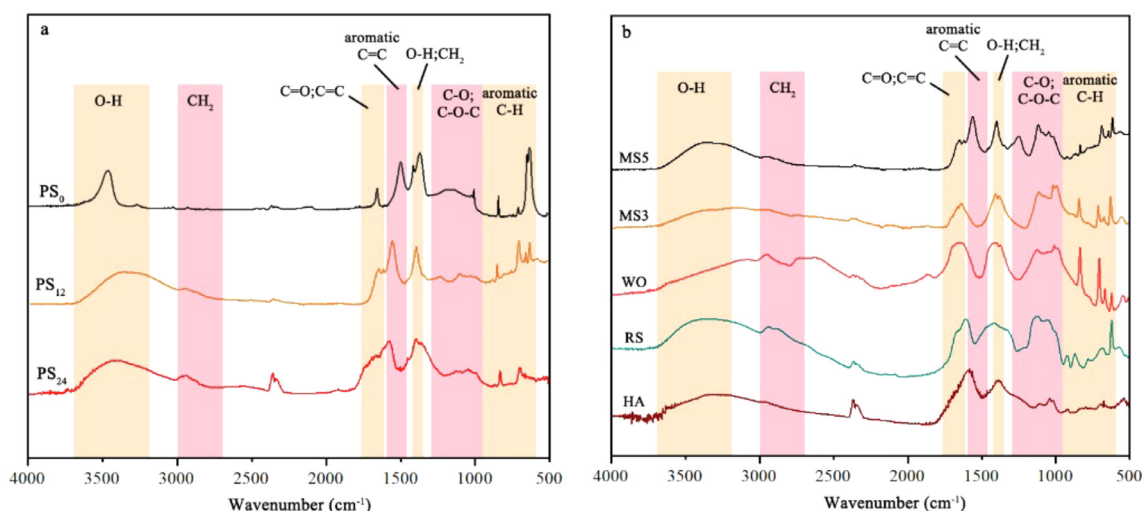 a
aromatic
C=C
O-H;CH₂
C=O;C=C
O-H
CH₂
C-O;
C-O-C
aromatic
C-H
PS₀
PS₁₂
PS₂₄
4000 3500 3000 2500 2000 1500 1000 500
Wavenumber (cm⁻¹)
b
aromatic
C=C
O-H;CH₂
C=O;C=C
O-H
CH₂
C-O;
C-O-C
aromatic
C-H
MS5
MS3
WO
RS
HA
4000 3500 3000 2500 2000 1500 1000 500
Wavenumber (cm⁻¹)